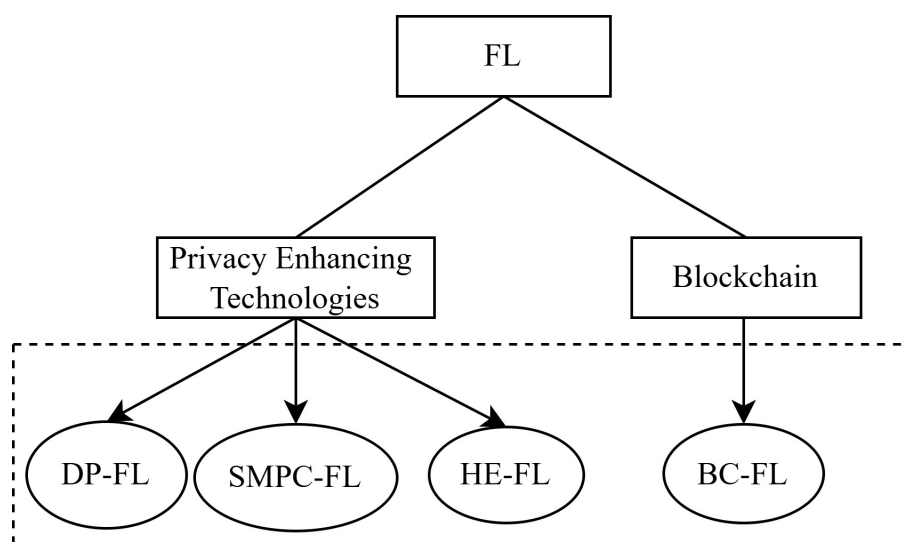 FL
Privacy Enhancing
Technologies
Blockchain
DP-FL
SMPC-FL
HE-FL
BC-FL